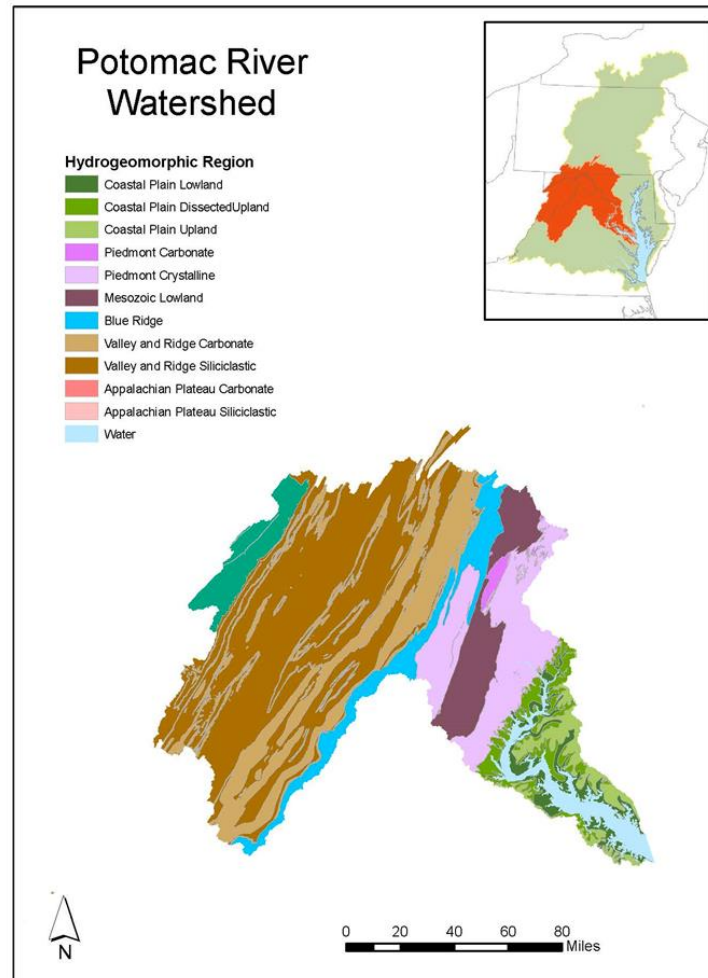 Potomac River
Watershed
Hydrogeomorphic Region
Coastal Plain Lowland
Coastal Plain DissectedUpland
Coastal Plain Upland
Piedmont Carbonate
Piedmont Crystalline
Mesozoic Lowland
Blue Ridge
Valley and Ridge Carbonate
Valley and Ridge Siliciclastic
Appalachian Plateau Carbonate
Appalachian Plateau Siliciclastic
Water
N
0 20 40 60 80
Miles